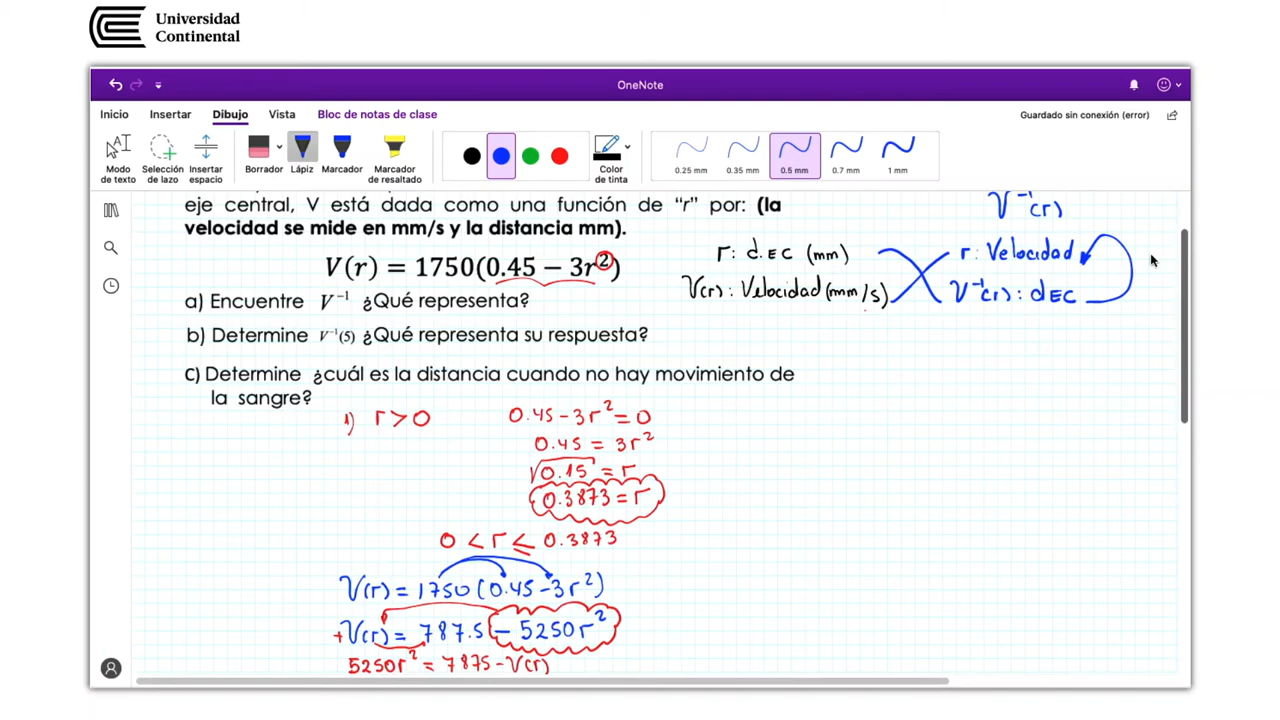 Universidad
Continental
OneNote
Inicio
Insertar
Dibujo
Vista
Bloc de notas de clase
Guardado sin conexión (error)
Modo de texto
Selección de lazo
Insertar espacio
Borrador
Lápiz
Marcador
Marcador de resaltado
Color de tinta
0.25 mm
0.35 mm
0.5 mm
0.7 mm
1 mm
eje central, V está dada como una función de “r” por: (la
velocidad se mide en mm/s y la distancia mm).
V(r) = 1750(0.45 − 3r²)
a) Encuentre V⁻¹ ¿Qué representa?
b) Determine V⁻¹(5) ¿Qué representa su respuesta?
c) Determine ¿cuál es la distancia cuando no hay movimiento de
la sangre?
V⁻¹(r)
r: d.EC (mm)
r: Velocidad
V(r): Velocidad(mm/s)
V⁻¹(r): dEC
1) r > 0
0.45 − 3r² = 0
0.45 = 3r²
√0.15 = r
0.3873 = r
0 < r ≤ 0.3873
V(r) = 1750(0.45 − 3r²)
+V(r) = 787.5 − 5250r²
5250r² = 787.5 − V(r)